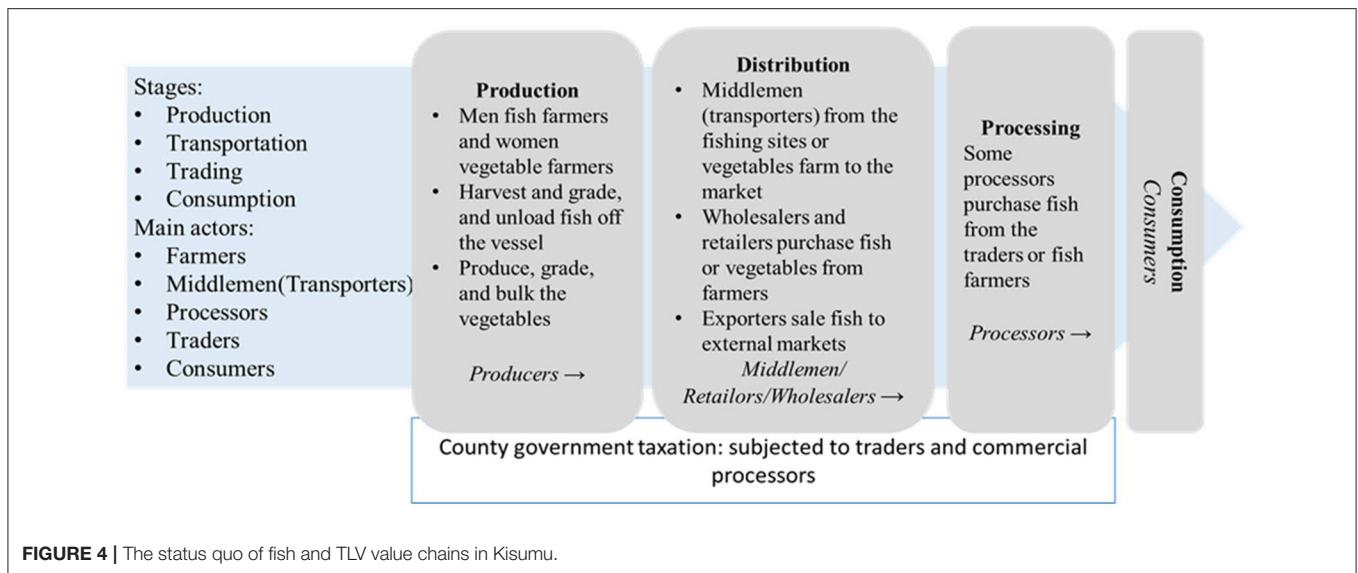 Stages:
• Production
• Transportation
• Trading
• Consumption
Main actors:
• Farmers
• Middlemen(Transporters)
• Processors
• Traders
• Consumers
Production
• Men fish farmers
and women
vegetable farmers
• Harvest and grade,
and unload fish off
the vessel
• Produce, grade,
and bulk the
vegetables
Producers →
Distribution
• Middlemen
(transporters) from the
fishing sites or
vegetables farm to the
market
• Wholesalers and
retailers purchase fish
or vegetables from
farmers
• Exporters sale fish to
external markets
Middlemen/
Retailors/Wholesalers →
Processing
Some
processors
purchase fish
from the
traders or fish
farmers
Processors →
Consumption
Consumers
County government taxation: subjected to traders and commercial
processors
FIGURE 4 | The status quo of fish and TLV value chains in Kisumu.